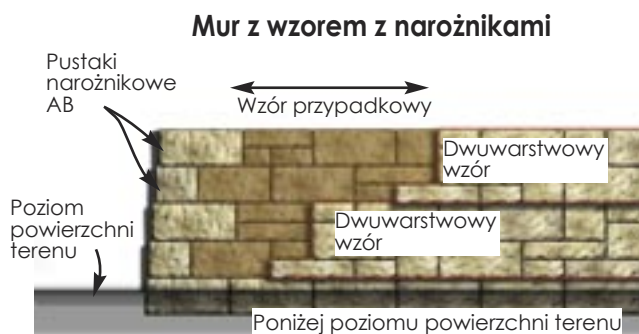 Mur z wzorem z narożnikami
Pustaki
narożnikowe
AB
Wzór przypadkowy
Dwuwarstwowy
wzór
Poziom
powierzchni
terenu
Dwuwarstwowy
wzór
Poniżej poziomu powierzchni terenu